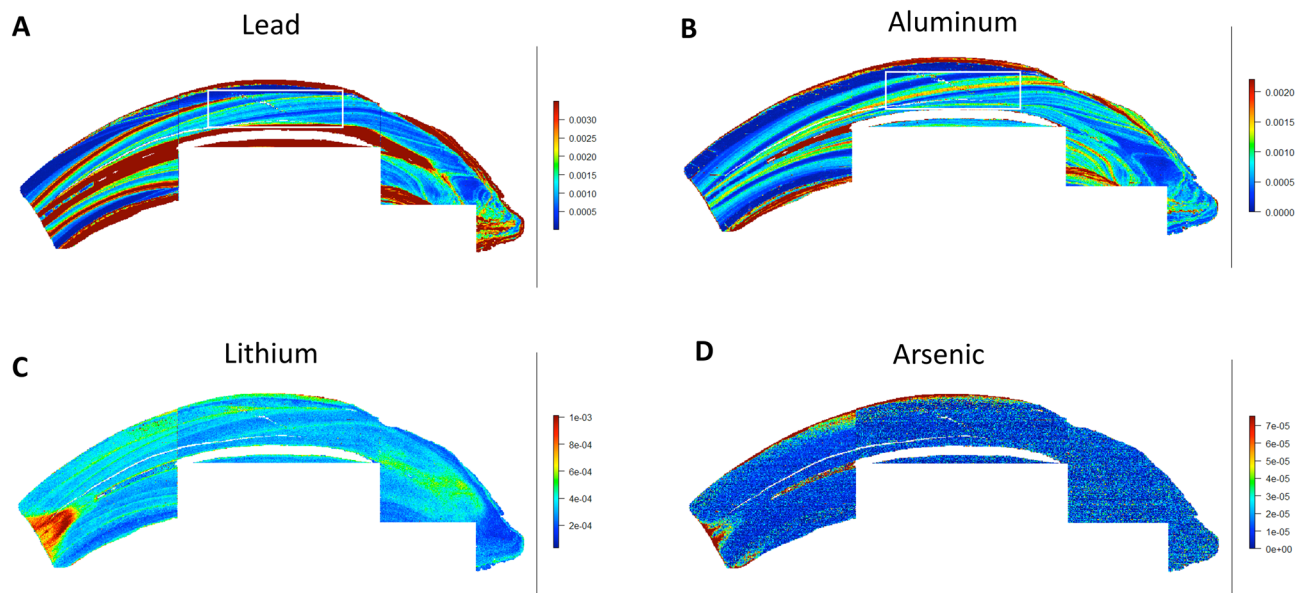 A
Lead
0.0030
0.0025
0.0020
0.0015
0.0010
0.0005
B
Aluminum
0.0020
0.0015
0.0010
0.0005
0.0000
C
Lithium
1e-03
8e-04
6e-04
4e-04
2e-04
D
Arsenic
7e-05
6e-05
5e-05
4e-05
3e-05
2e-05
1e-05
0e+00